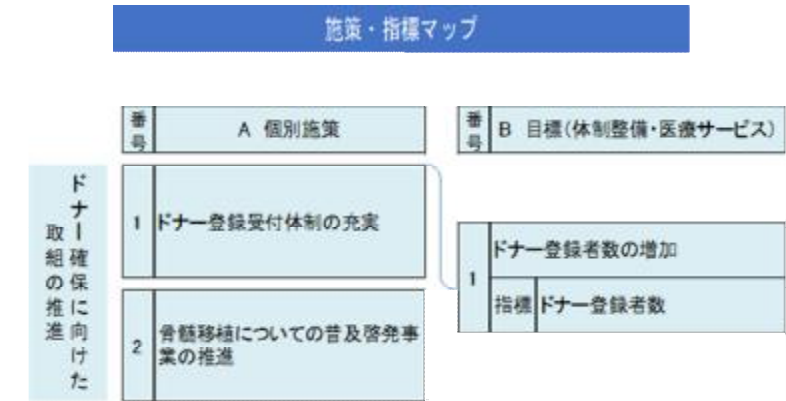 施策・指標マップ
番号
A 個別施策
番号
B 目標(体制整備・医療サービス)
ドナー確保に向けた
取組の推進
1
ドナー登録受付体制の充実
2
骨髄移植についての普及啓発事
業の推進
1
ドナー登録者数の増加
指標
ドナー登録者数